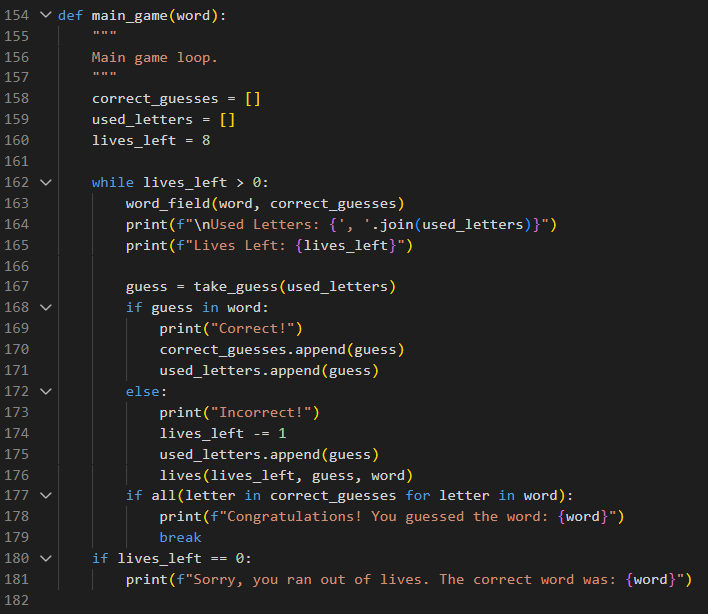 154 def main_game(word):
155     """
156     Main game loop.
157     """
158     correct_guesses = []
159     used_letters = []
160     lives_left = 8
161
162     while lives_left > 0:
163         word_field(word, correct_guesses)
164         print(f"\nUsed Letters: {', '.join(used_letters)}")
165         print(f"Lives Left: {lives_left}")
166
167         guess = take_guess(used_letters)
168         if guess in word:
169             print("Correct!")
170             correct_guesses.append(guess)
171             used_letters.append(guess)
172         else:
173             print("Incorrect!")
174             lives_left -= 1
175             used_letters.append(guess)
176             lives(lives_left, guess, word)
177         if all(letter in correct_guesses for letter in word):
178             print(f"Congratulations! You guessed the word: {word}")
179             break
180     if lives_left == 0:
181         print(f"Sorry, you ran out of lives. The correct word was: {word}")
182